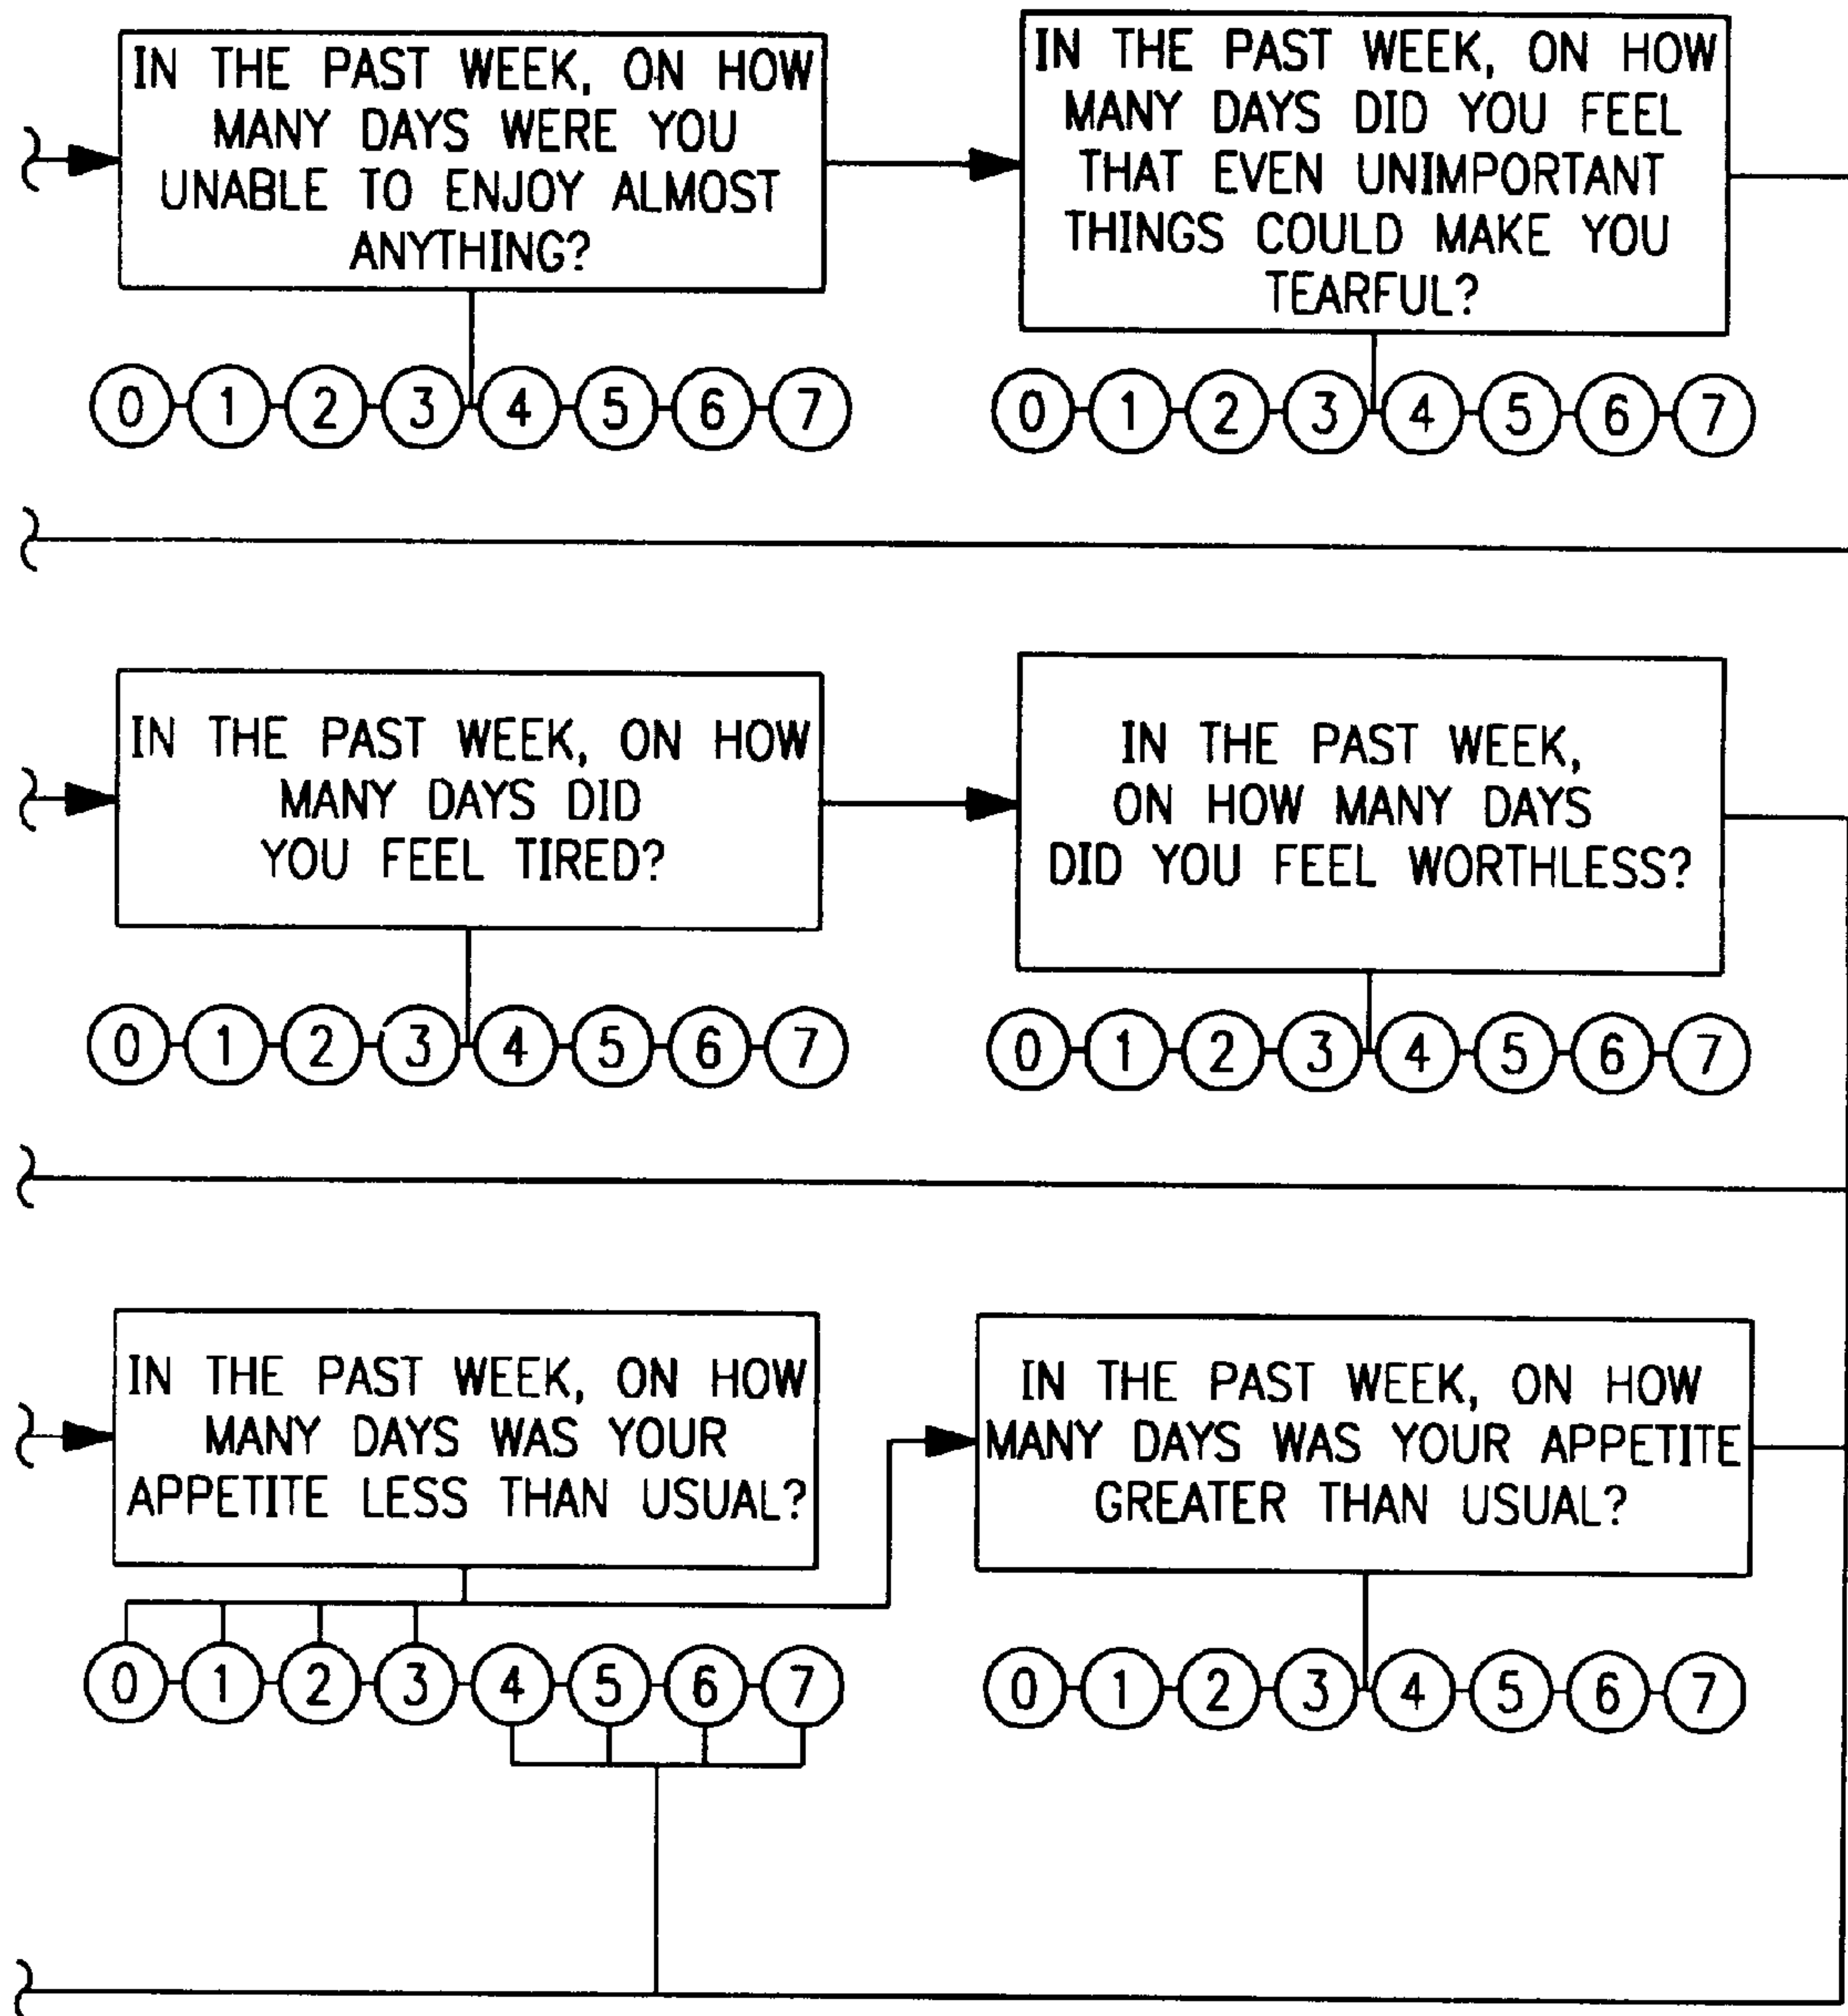 IN THE PAST WEEK, ON HOW
MANY DAYS WERE YOU
UNABLE TO ENJOY ALMOST
ANYTHING?
0 1 2 3 4 5 6 7
IN THE PAST WEEK, ON HOW
MANY DAYS DID YOU FEEL
THAT EVEN UNIMPORTANT
THINGS COULD MAKE YOU
TEARFUL?
0 1 2 3 4 5 6 7
IN THE PAST WEEK, ON HOW
MANY DAYS DID
YOU FEEL TIRED?
0 1 2 3 4 5 6 7
IN THE PAST WEEK,
ON HOW MANY DAYS
DID YOU FEEL WORTHLESS?
0 1 2 3 4 5 6 7
IN THE PAST WEEK, ON HOW
MANY DAYS WAS YOUR
APPETITE LESS THAN USUAL?
0 1 2 3 4 5 6 7
IN THE PAST WEEK, ON HOW
MANY DAYS WAS YOUR APPETITE
GREATER THAN USUAL?
0 1 2 3 4 5 6 7